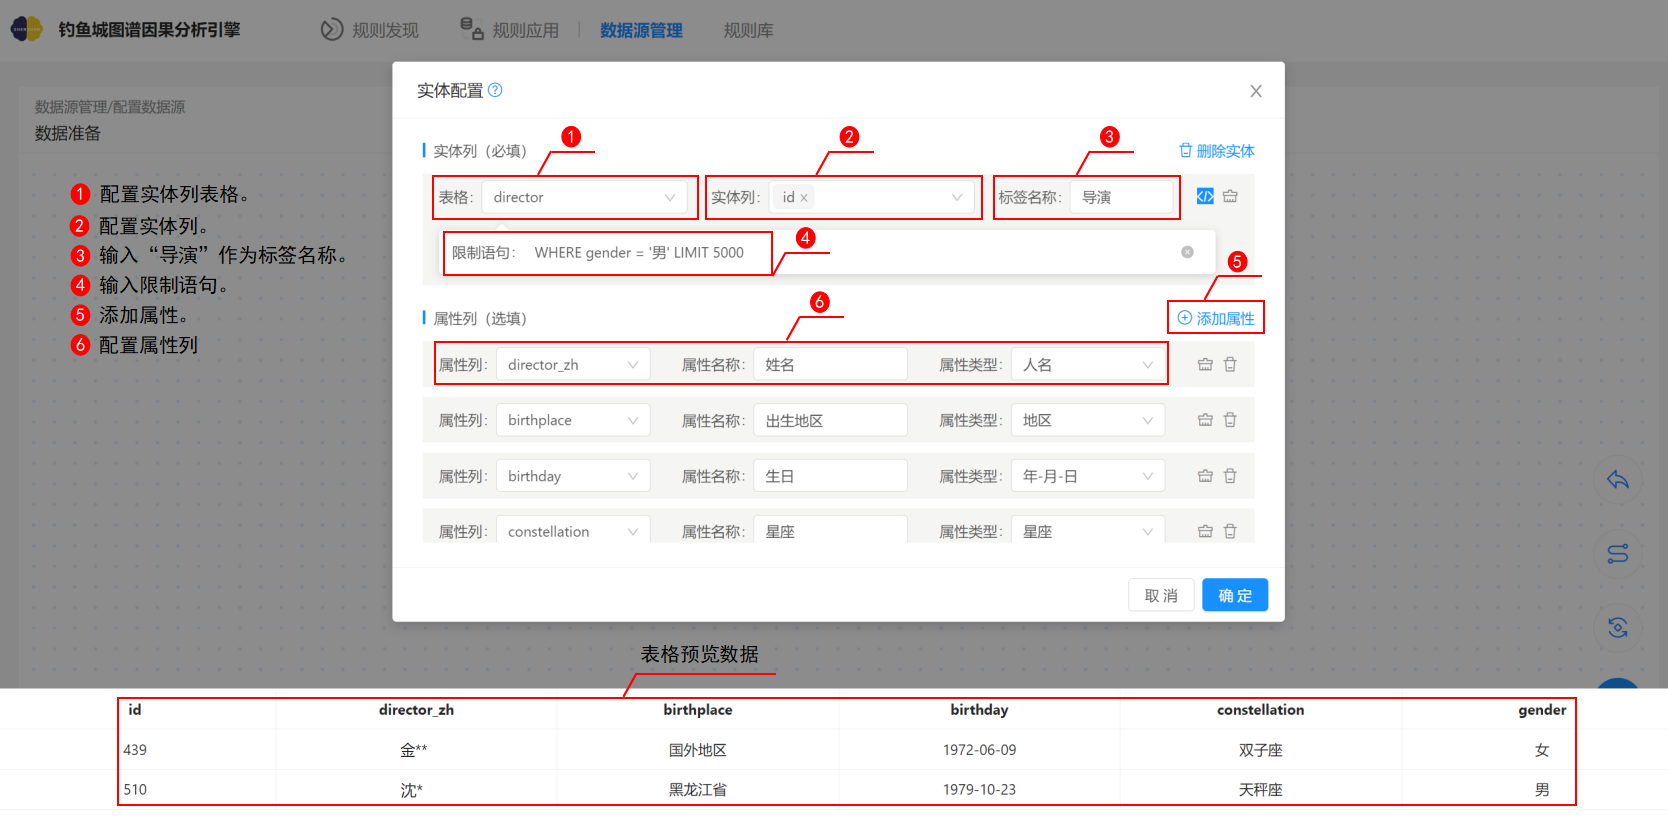 钓鱼城图谱因果分析引擎 规则发现 规则应用 数据源管理 规则库
数据源管理/配置数据源
数据准备
1 配置实体列表格。
2 配置实体列。
3 输入“导演”作为标签名称。
4 输入限制语句。
5 添加属性。
6 配置属性列
实体配置
1 2 3
实体列（必填） 删除实体
表格: director 实体列: id × 标签名称: 导演
4
限制语句: WHERE gender = '男' LIMIT 5000
5
6
属性列（选填） 添加属性
属性列: director_zh 属性名称: 姓名 属性类型: 人名
属性列: birthplace 属性名称: 出生地区 属性类型: 地区
属性列: birthday 属性名称: 生日 属性类型: 年-月-日
属性列: constellation 属性名称: 星座 属性类型: 星座
取消 确定
表格预览数据
id director_zh birthplace birthday constellation gender
439 金** 国外地区 1972-06-09 双子座 女
510 沈* 黑龙江省 1979-10-23 天秤座 男